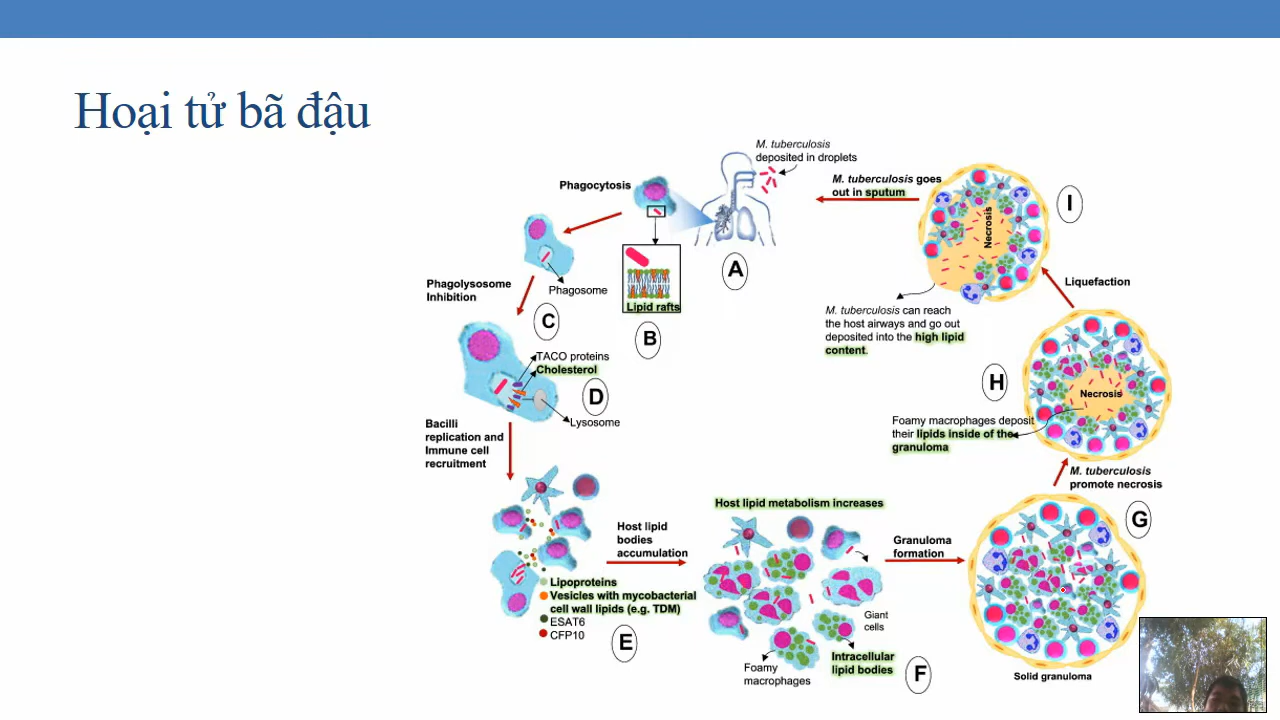 Hoại tử bã đậu
M. tuberculosis
deposited in droplets
A
Phagocytosis
Lipid rafts
B
Phagosome
C
Phagolysosome
Inhibition
TACO proteins
Cholesterol
D
Lysosome
Bacilli
replication and
Immune cell
recruitment
Lipoproteins
Vesicles with mycobacterial
cell wall lipids (e.g. TDM)
ESAT6
CFP10
E
Host lipid
bodies
accumulation
Host lipid metabolism increases
Giant
cells
Foamy
macrophages
Intracellular
lipid bodies
F
Granuloma
formation
G
Solid granuloma
M. tuberculosis
promote necrosis
H
Necrosis
Foamy macrophages deposit
their lipids inside of the
granuloma
Liquefaction
I
Necrosis
M. tuberculosis can reach
the host airways and go out
deposited into the high lipid
content.
M. tuberculosis goes
out in sputum